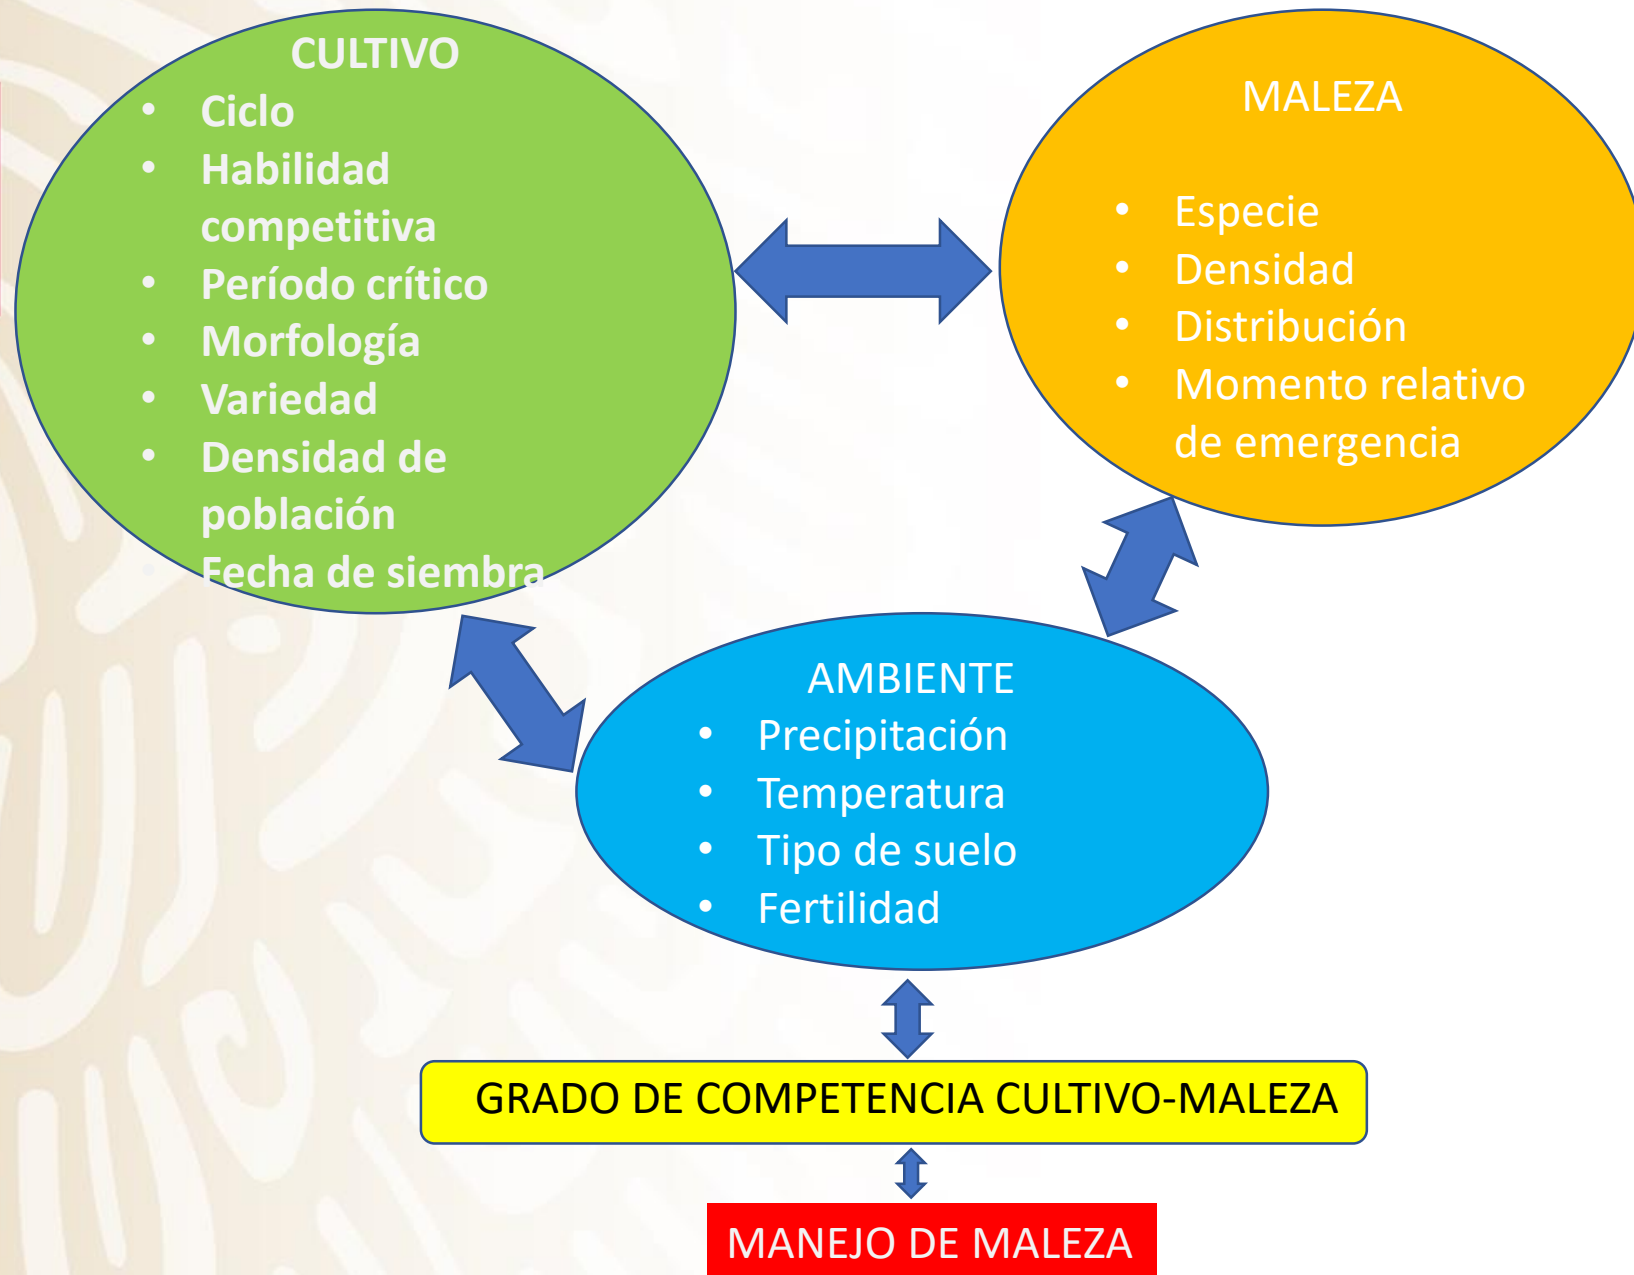 CULTIVO
• Ciclo
• Habilidad
competitiva
• Período crítico
• Morfología
• Variedad
• Densidad de
población
• Fecha de siembra
MALEZA
• Especie
• Densidad
• Distribución
• Momento relativo
de emergencia
AMBIENTE
• Precipitación
• Temperatura
• Tipo de suelo
• Fertilidad
GRADO DE COMPETENCIA CULTIVO-MALEZA
MANEJO DE MALEZA